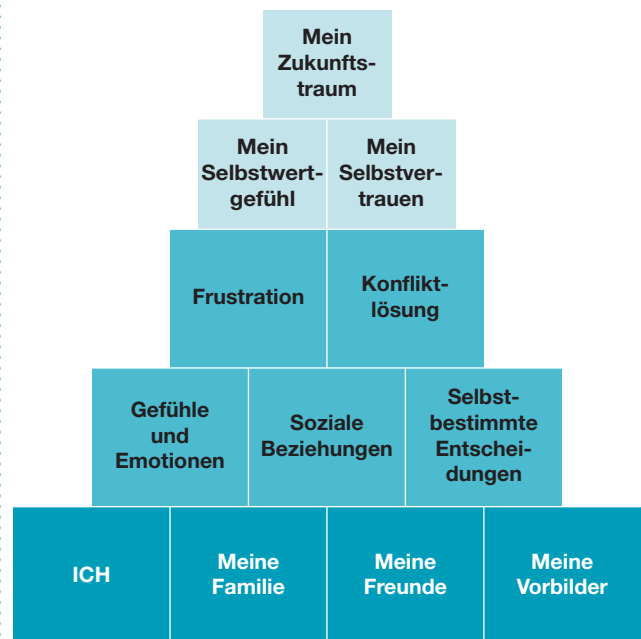 Mein
Zukunfts-
traum
Mein
Selbstwert-
gefühl
Mein
Selbstver-
trauen
Frustration
Konflikt-
lösung
Gefühle
und
Emotionen
Soziale
Beziehungen
Selbst-
bestimmte
Entschei-
dungen
ICH
Meine
Familie
Meine
Freunde
Meine
Vorbilder